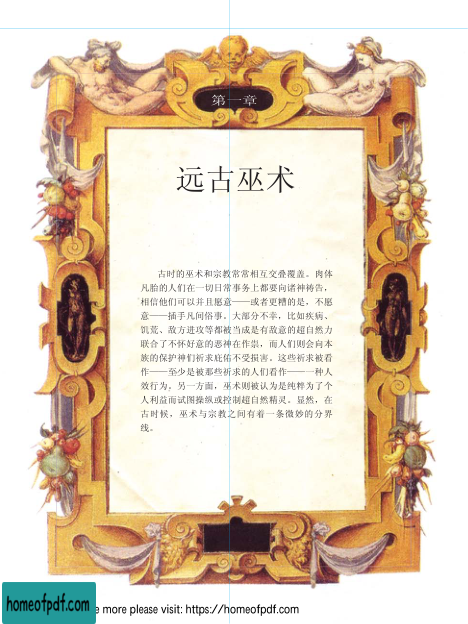 第一章
远古巫术
古时的巫术和宗教常常相互交叠覆盖。肉体
凡胎的人们在一切日常事务上都要向诸神祷告，
相信他们可以并且愿意——或者更糟的是，不愿
意——插手凡间俗事。大部分不幸，比如疾病、
饥荒、敌方进攻等都被当成是有敌意的超自然力
联合了不怀好意的恶神在作祟，而人们则会向本
族的保护神们祈求庇佑不受损害。这些祈求被看
作——至少是被那些祈求的人们看作——一种人
效行为。另一方面，巫术则被认为是纯粹为了个
人利益而试图操纵或控制超自然精灵。显然，在
古时候，巫术与宗教之间有着一条微妙的分界
线。
homeofpdf.com
e more please visit: https://homeofpdf.com